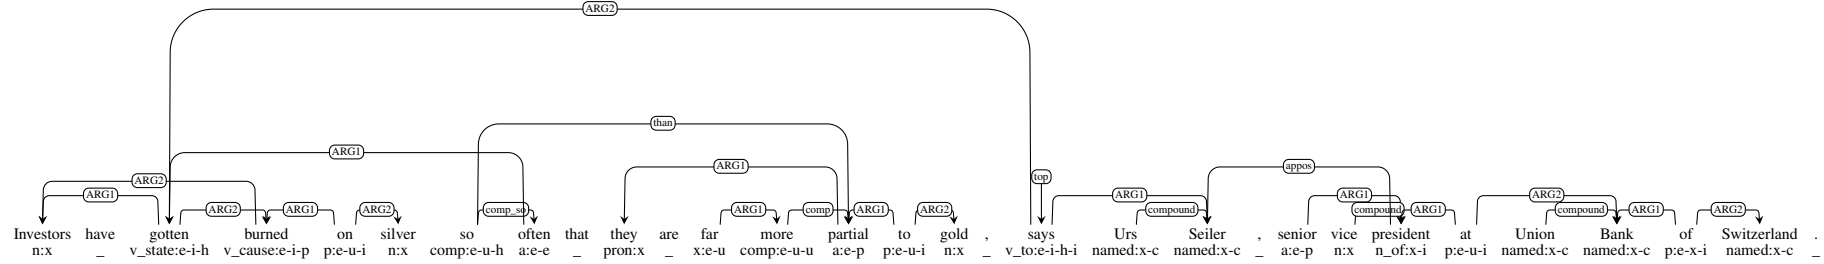 ARG2
than
ARG1
ARG1 appos
ARG2 top
ARG1 ARG1 ARG1 ARG2
ARG2 ARG1 ARG2 comp_so ARG1 comp ARG1 ARG2 compound compound ARG1 compound ARG1 ARG2
Investors have gotten burned on silver so often that they are far more partial to gold , says Urs Seiler , senior vice president at Union Bank of Switzerland .
n:x _ v_state:e-i-h v_cause:e-i-p p:e-u-i n:x comp:e-u-h a:e-e _ pron:x _ x:e-u comp:e-u-u a:e-p p:e-u-i n:x _ v_to:e-i-h-i named:x-c named:x-c _ a:e-p n:x n_of:x-i p:e-u-i named:x-c named:x-c p:e-x-i named:x-c _